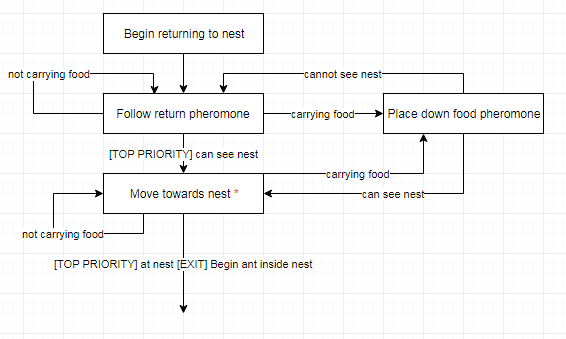 Begin returning to nest
not carrying food
cannot see nest
Follow return pheromone
carrying food
Place down food pheromone
[TOP PRIORITY] can see nest
carrying food
Move towards nest *
can see nest
not carrying food
[TOP PRIORITY] at nest [EXIT] Begin ant inside nest